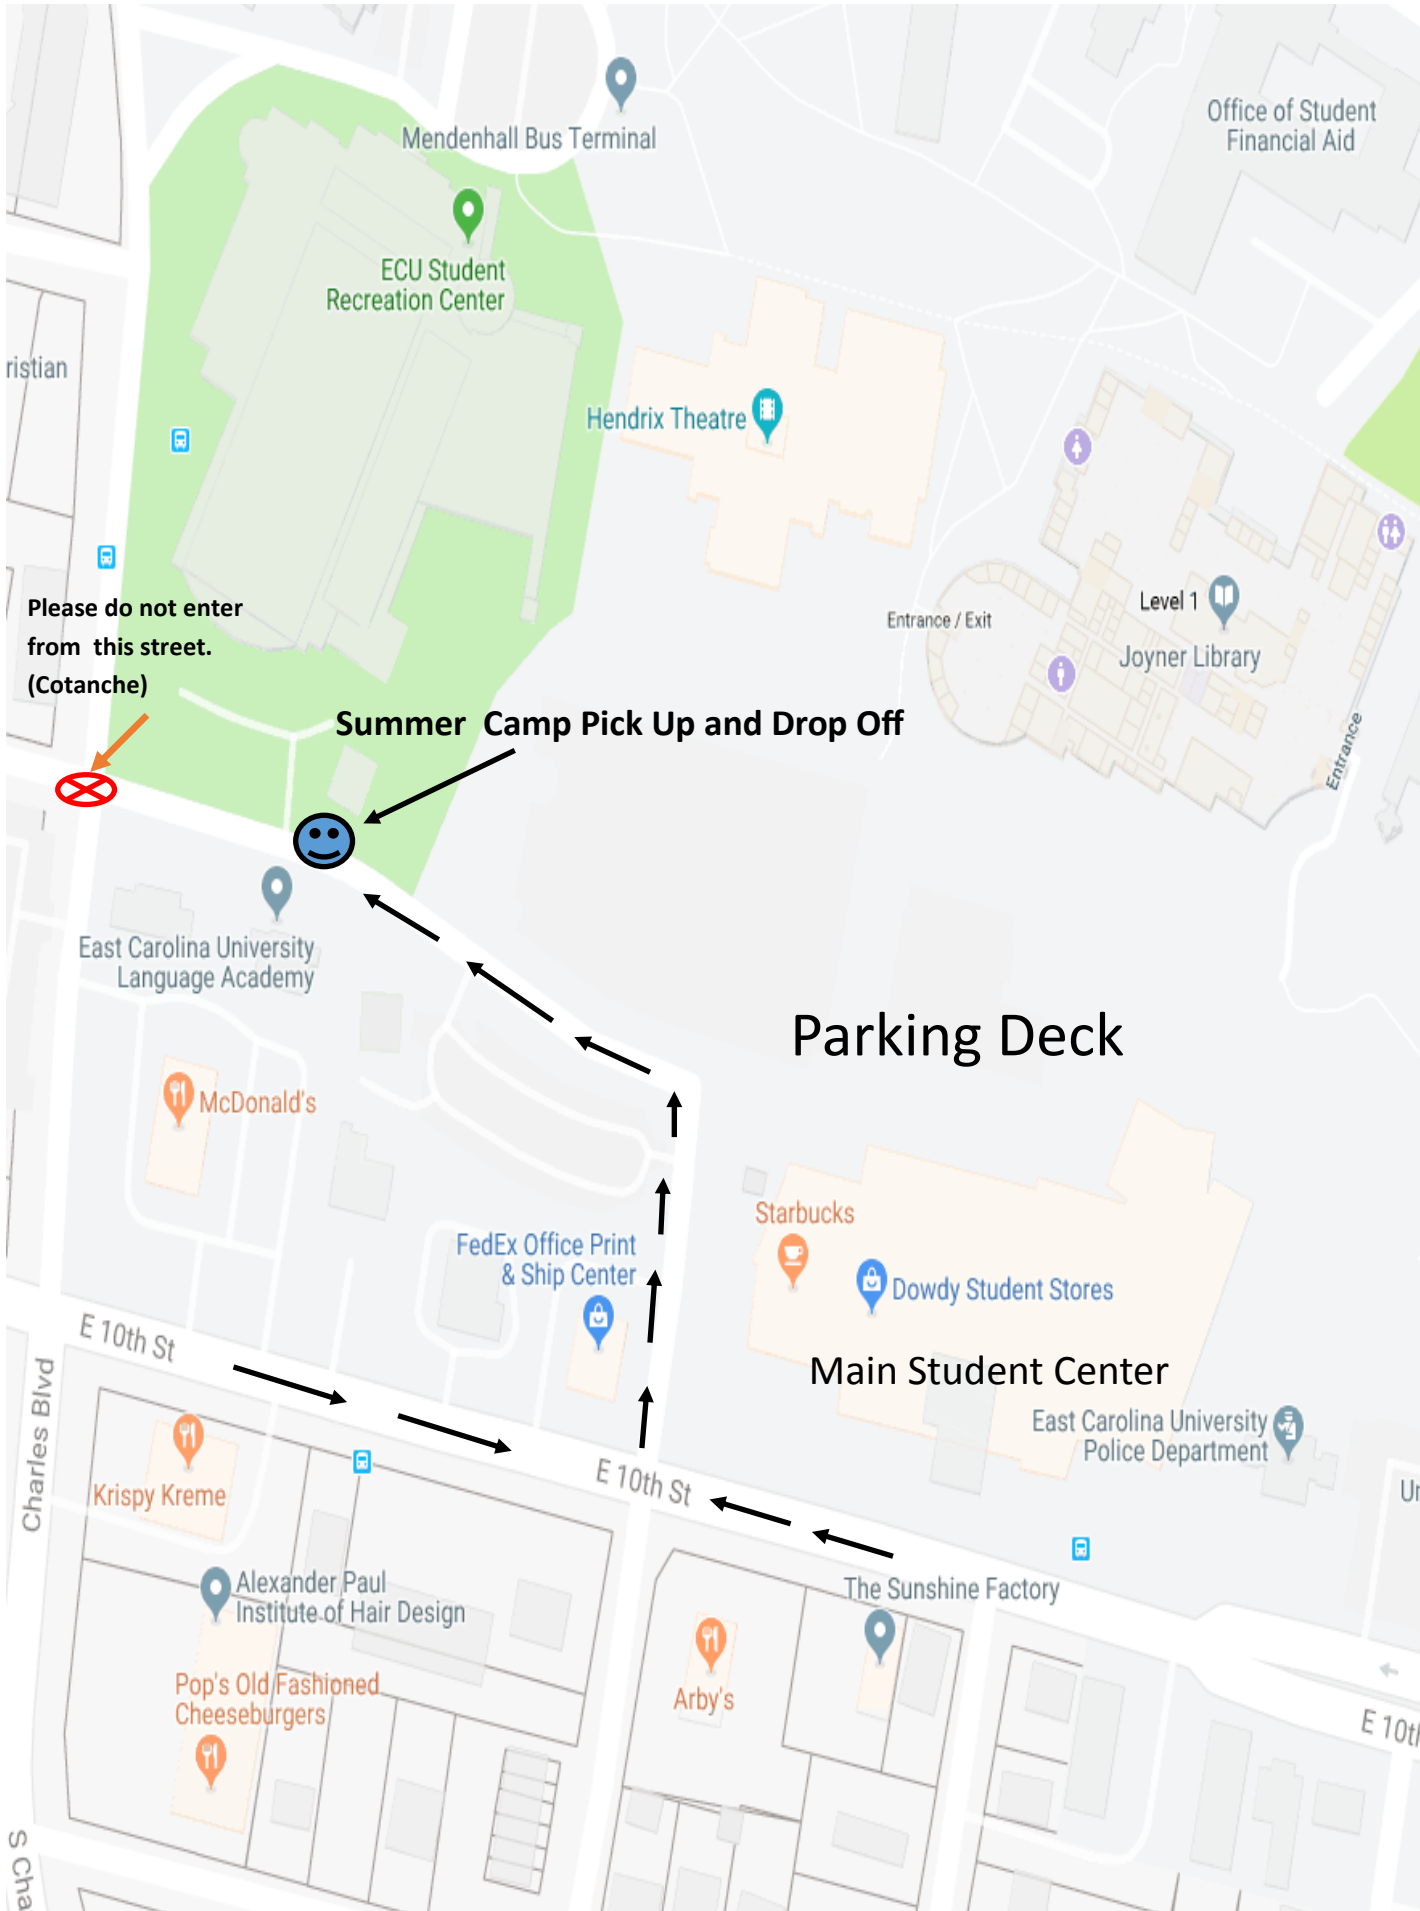 Mendenhall Bus Terminal
Office of Student
Financial Aid
ECU Student
Recreation Center
ristian
Hendrix Theatre
Please do not enter
from this street.
(Cotanche)
Entrance / Exit
Level 1
Joyner Library
Entrance
Summer Camp Pick Up and Drop Off
East Carolina University
Language Academy
Parking Deck
McDonald's
Starbucks
FedEx Office Print
& Ship Center
Dowdy Student Stores
E 10th St
Main Student Center
Charles Blvd
East Carolina University
Police Department
Krispy Kreme
E 10th St
Ur
Alexander Paul
Institute of Hair Design
The Sunshine Factory
Pop's Old Fashioned
Cheeseburgers
Arby's
E 10th
S Cha